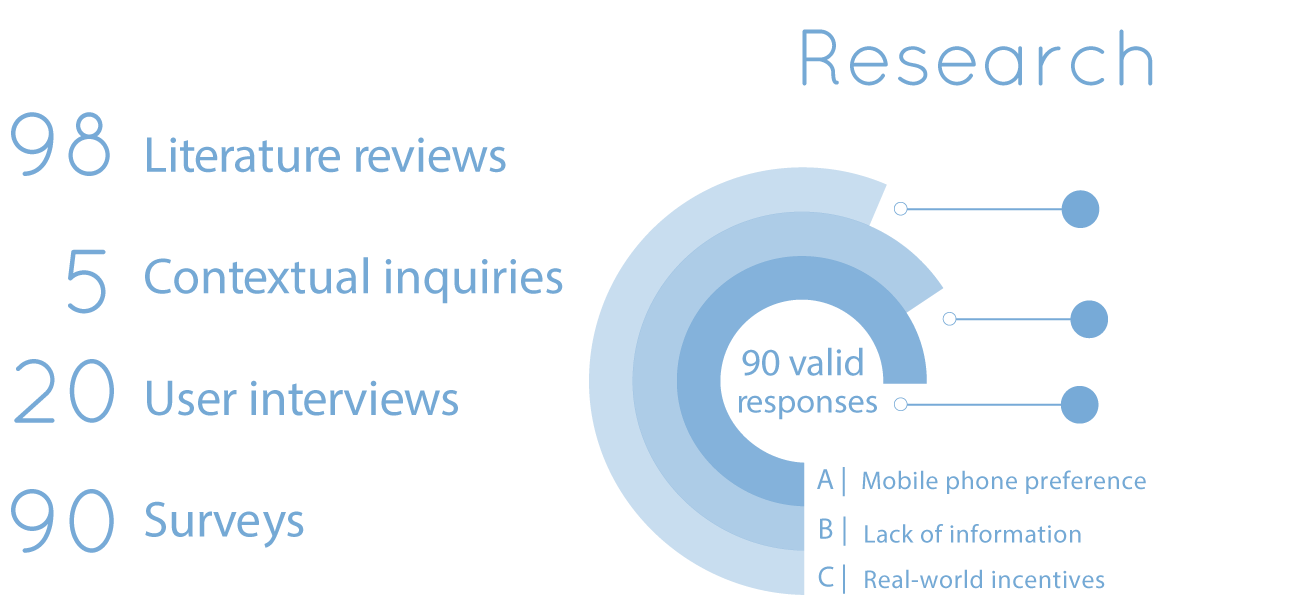 Research
98 Literature reviews
5 Contextual inquiries
20 User interviews
90 Surveys
90 valid
responses
A | Mobile phone preference
B | Lack of information
C | Real-world incentives